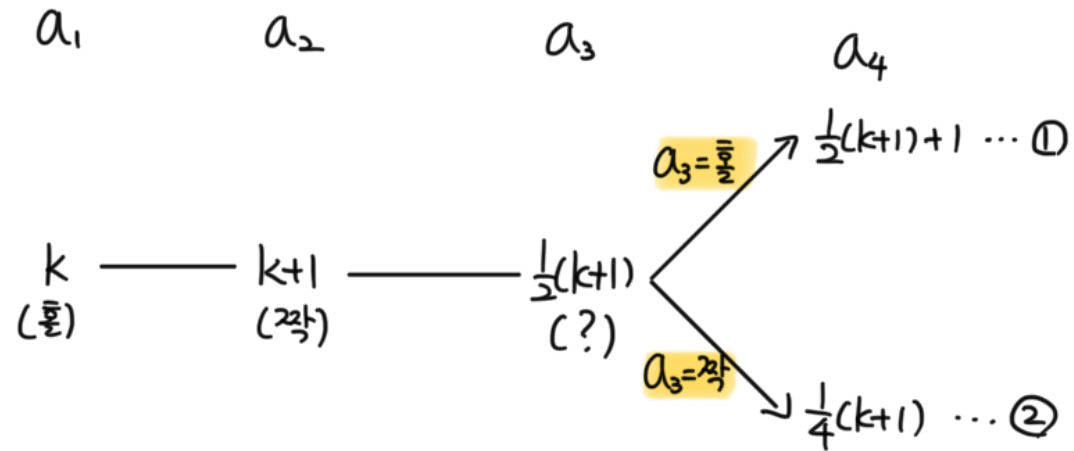 a₁ a₂ a₃ a₄
½(k+1)+1 … ①
a₃=홀
k k+1 ½(k+1)
(홀) (짝) (?)
a₃=짝
¼(k+1) … ②